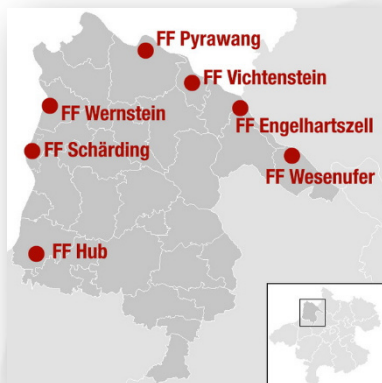 FF Pyrawang
FF Vichtenstein
FF Wernstein
FF Engelhartszell
FF Schärding
FF Wesenufer
FF Hub